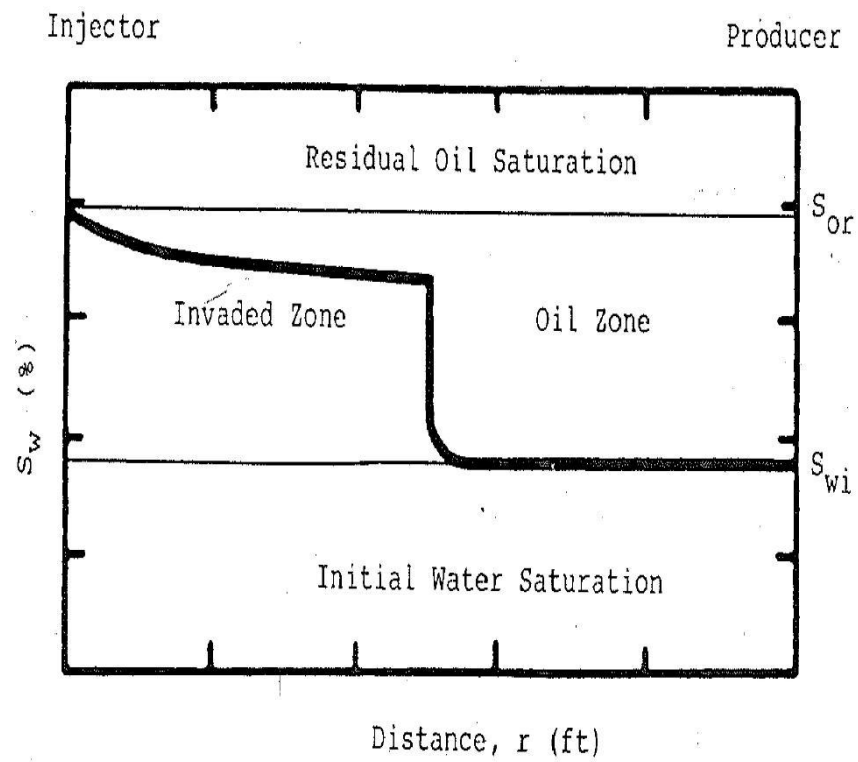 Injector
Producer
Residual Oil Saturation
Sor
Invaded Zone
Oil Zone
Sw (%)
Swi
Initial Water Saturation
Distance, r (ft)